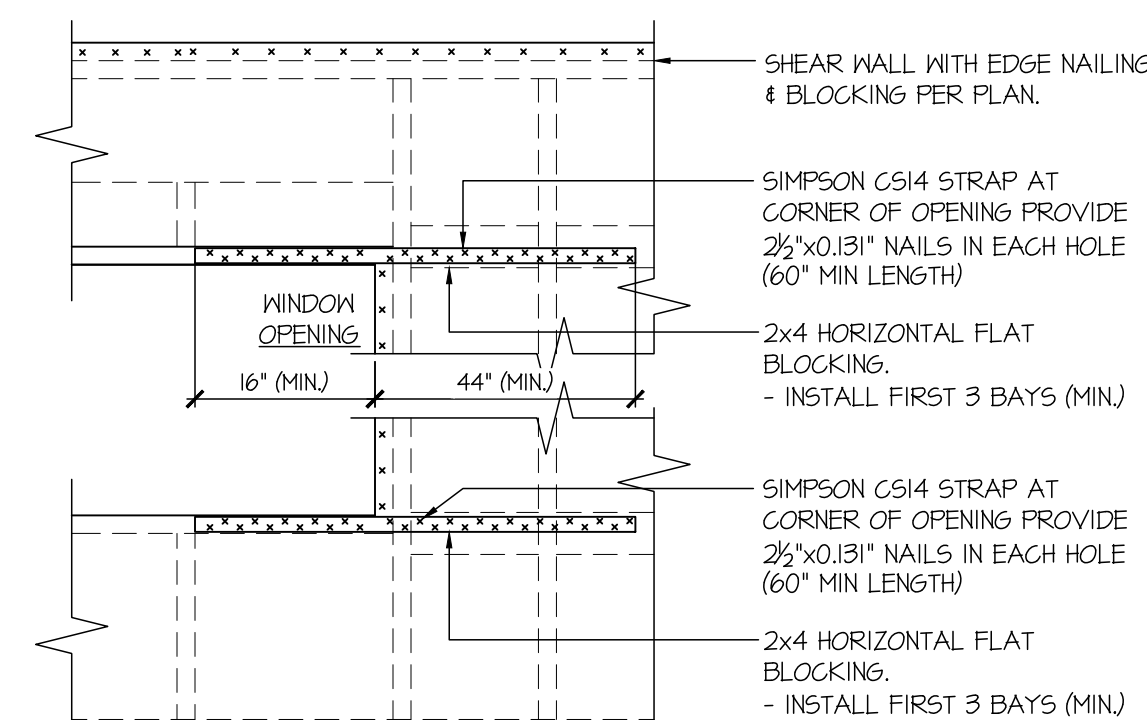 SHEAR WALL WITH EDGE NAILING
& BLOCKING PER PLAN.
SIMPSON CS14 STRAP AT
CORNER OF OPENING PROVIDE
2½"x0.131" NAILS IN EACH HOLE
(60" MIN LENGTH)
WINDOW
OPENING
2x4 HORIZONTAL FLAT
BLOCKING.
- INSTALL FIRST 3 BAYS (MIN.)
16" (MIN.)
44" (MIN.)
SIMPSON CS14 STRAP AT
CORNER OF OPENING PROVIDE
2½"x0.131" NAILS IN EACH HOLE
(60" MIN LENGTH)
2x4 HORIZONTAL FLAT
BLOCKING.
- INSTALL FIRST 3 BAYS (MIN.)